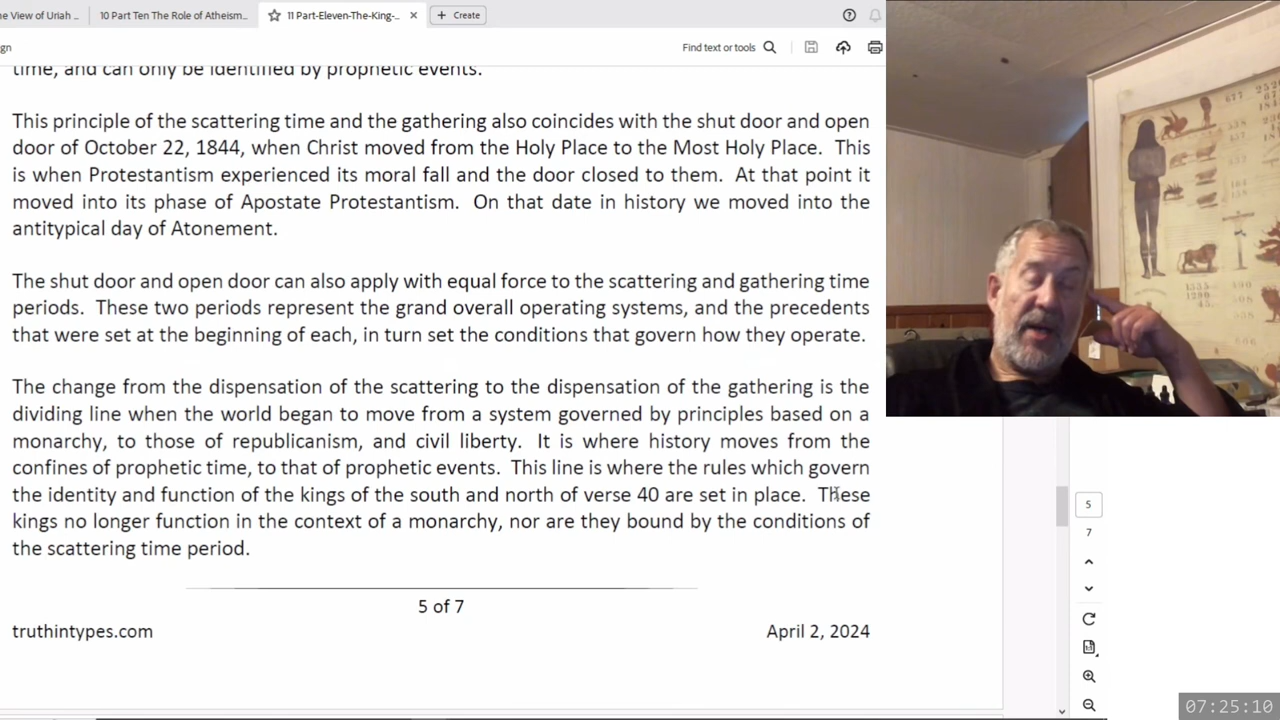 he View of Uriah ...
10 Part Ten The Role of Atheism...
11 Part-Eleven-The-King-...
Create
gn
Find text or tools
time, and can only be identified by prophetic events.
This principle of the scattering time and the gathering also coincides with the shut door and open
door of October 22, 1844, when Christ moved from the Holy Place to the Most Holy Place. This
is when Protestantism experienced its moral fall and the door closed to them. At that point it
moved into its phase of Apostate Protestantism. On that date in history we moved into the
antitypical day of Atonement.
The shut door and open door can also apply with equal force to the scattering and gathering time
periods. These two periods represent the grand overall operating systems, and the precedents
that were set at the beginning of each, in turn set the conditions that govern how they operate.
The change from the dispensation of the scattering to the dispensation of the gathering is the
dividing line when the world began to move from a system governed by principles based on a
monarchy, to those of republicanism, and civil liberty. It is where history moves from the
confines of prophetic time, to that of prophetic events. This line is where the rules which govern
the identity and function of the kings of the south and north of verse 40 are set in place. These
kings no longer function in the context of a monarchy, nor are they bound by the conditions of
the scattering time period.
5 of 7
truthintypes.com
April 2, 2024
5
7
677
538
1335
1290
45
07:25:10